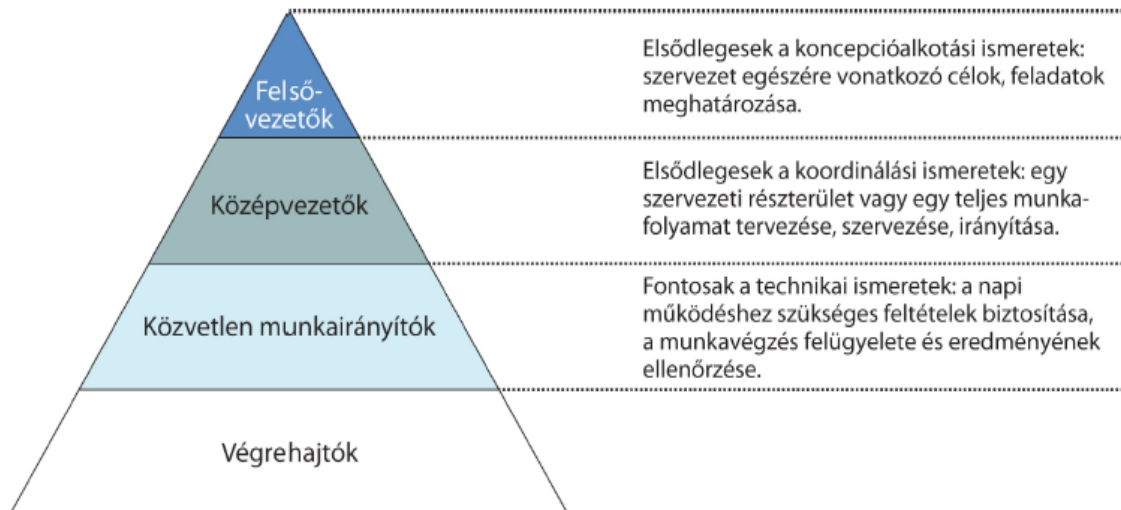 Felső-
vezetők
Elsődlegesek a koncepcióalkotási ismeretek:
szervezet egészére vonatkozó célok, feladatok
meghatározása.
Középvezetők
Elsődlegesek a koordinálási ismeretek: egy
szervezeti részterület vagy egy teljes munka-
folyamat tervezése, szervezése, irányítása.
Közvetlen munkairányítók
Fontosak a technikai ismeretek: a napi
működéshez szükséges feltételek biztosítása,
a munkavégzés felügyelete és eredményének
ellenőrzése.
Végrehajtók